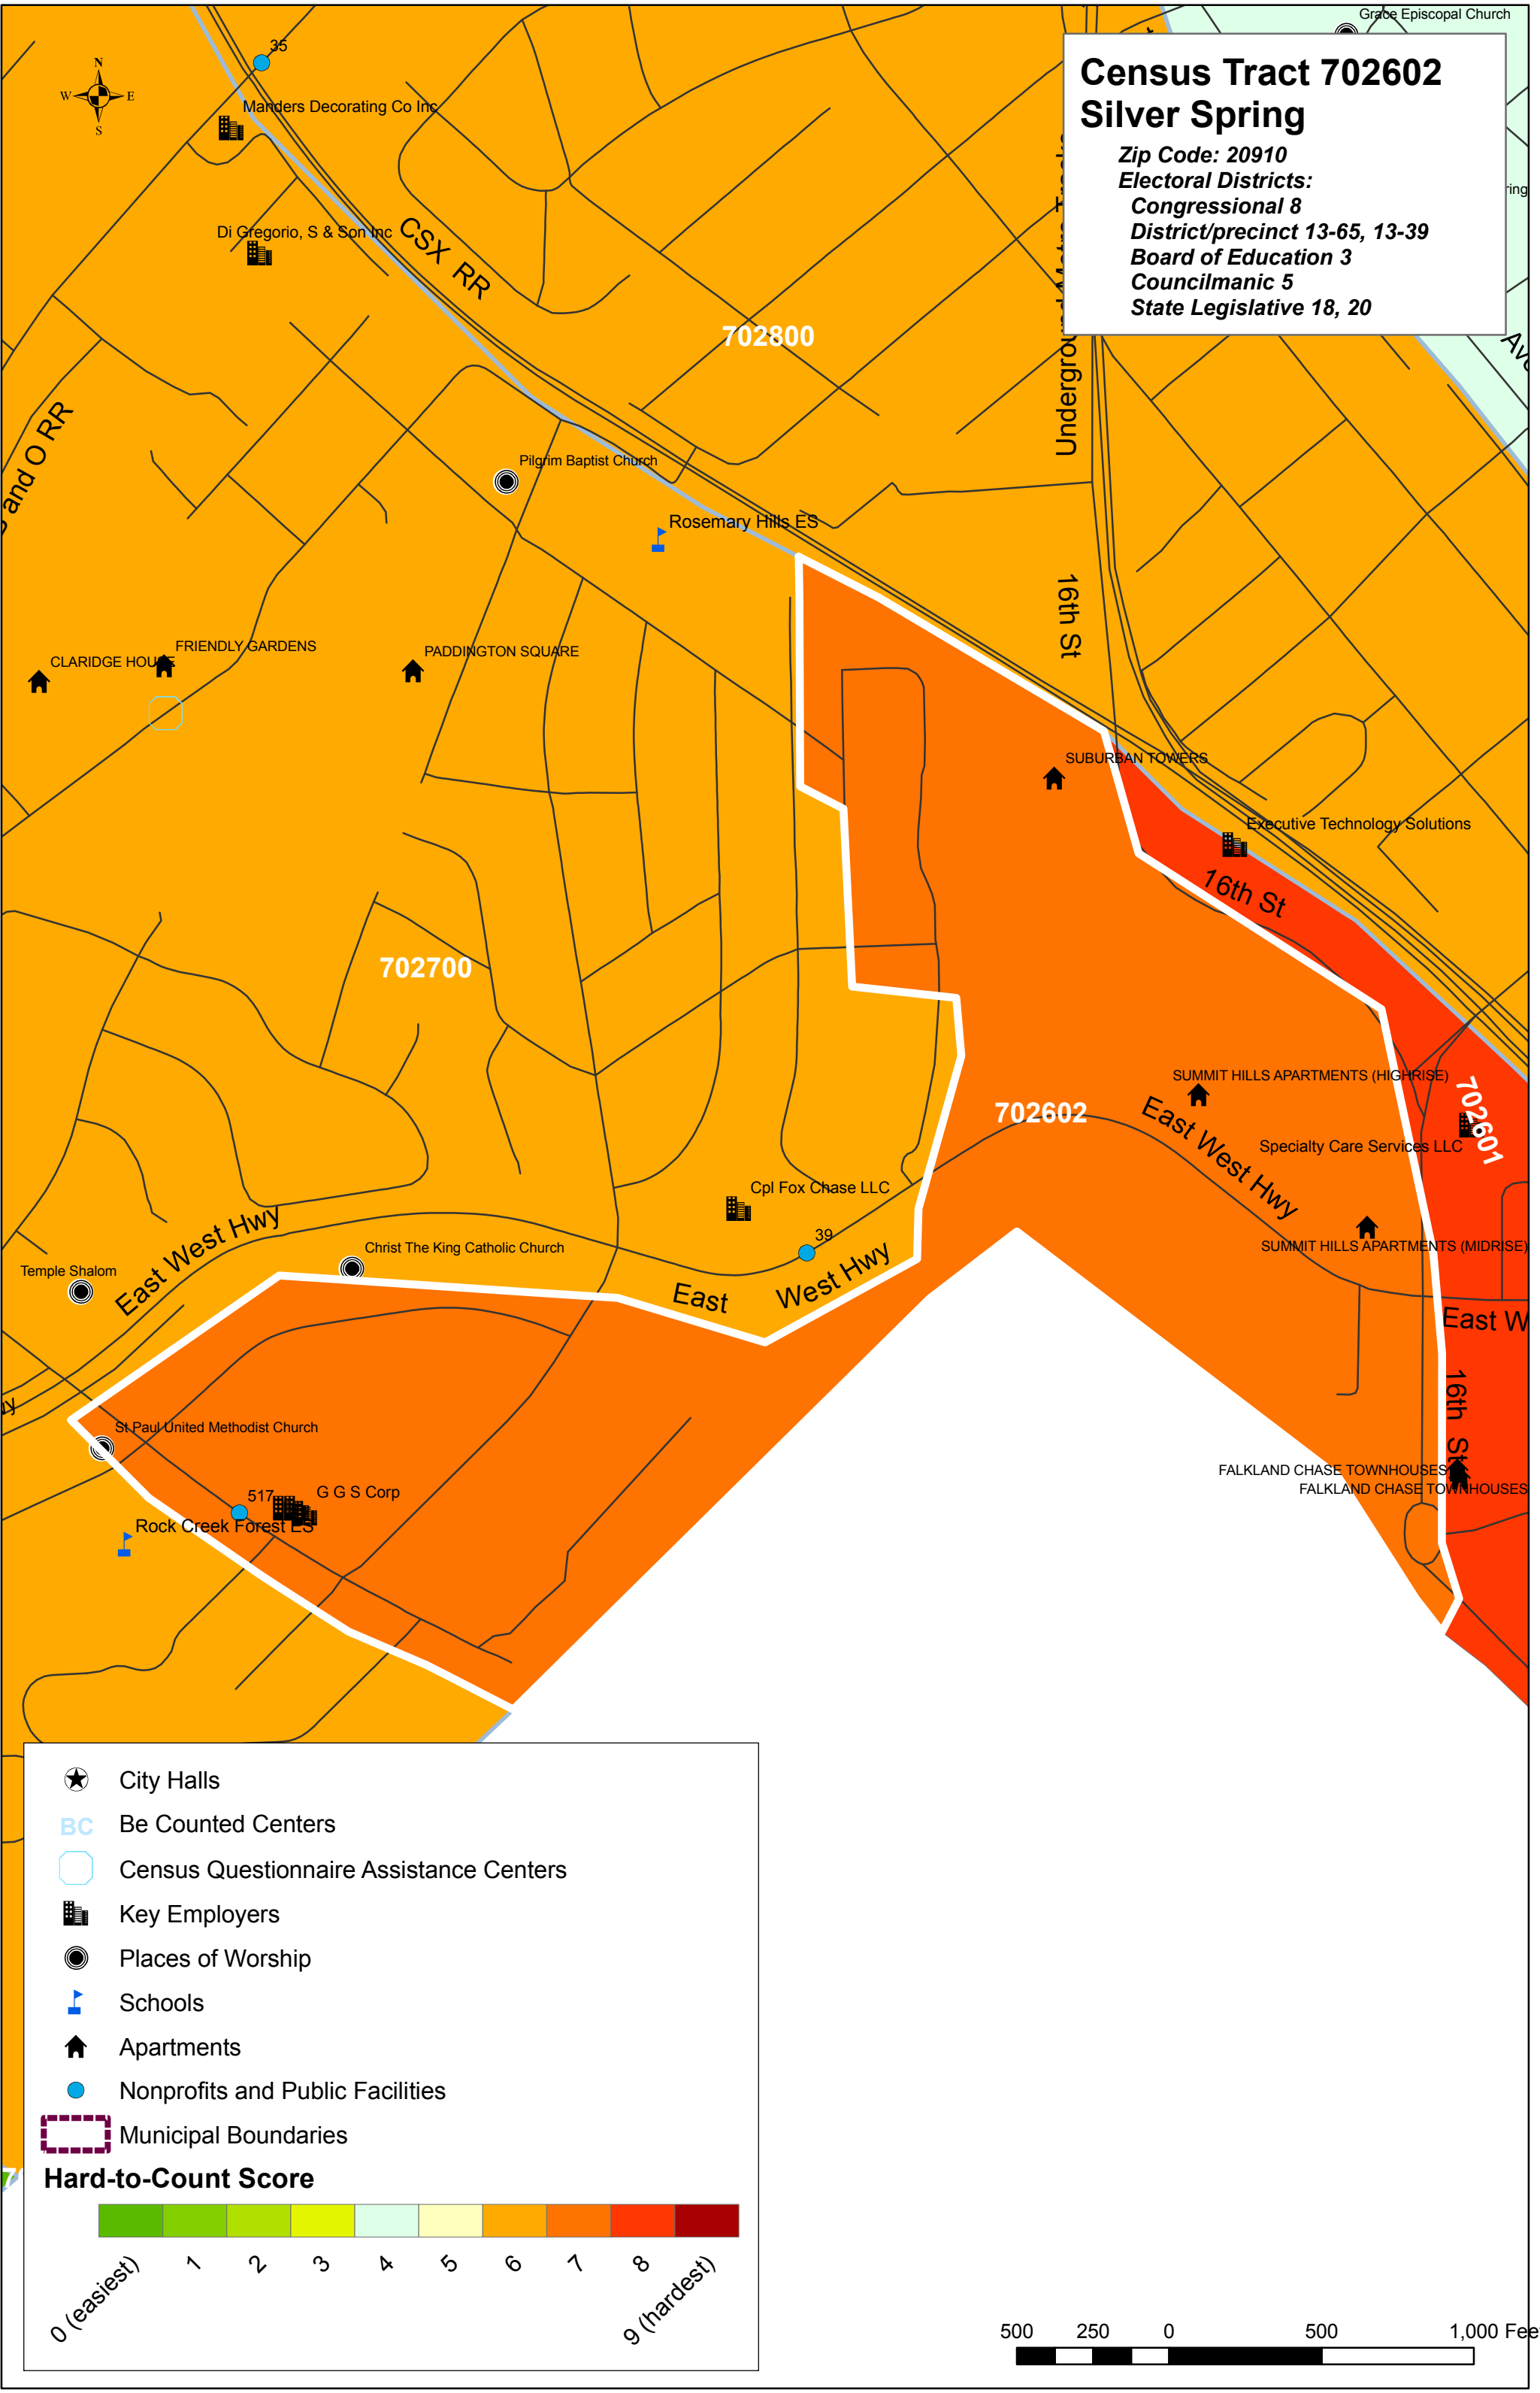 Grace Episcopal Church
Census Tract 702602
Silver Spring
Zip Code: 20910
Electoral Districts:
Congressional 8
District/precinct 13-65, 13-39
Board of Education 3
Councilmanic 5
State Legislative 18, 20
N
W
E
S
35
Manders Decorating Co Inc
Di Gregorio, S & Son Inc
CSX RR
702800
Ave
and O RR
Pilgrim Baptist Church
Rosemary Hills ES
16th St
CLARIDGE HOUSE
FRIENDLY GARDENS
PADDINGTON SQUARE
SUBURBAN TOWERS
Executive Technology Solutions
16th St
702700
SUMMIT HILLS APARTMENTS (HIGHRISE)
702602
East West Hwy
702601
Specialty Care Services LLC
Cpl Fox Chase LLC
39
East West Hwy
Christ The King Catholic Church
SUMMIT HILLS APARTMENTS (MIDRISE)
Temple Shalom
East West Hwy
East W
16th St
St Paul United Methodist Church
FALKLAND CHASE TOWNHOUSES
FALKLAND CHASE TOWNHOUSES
517
G G S Corp
Rock Creek Forest ES
City Halls
BC Be Counted Centers
Census Questionnaire Assistance Centers
Key Employers
Places of Worship
Schools
Apartments
Nonprofits and Public Facilities
Municipal Boundaries
Hard-to-Count Score
0 (easiest) 1 2 3 4 5 6 7 8 9 (hardest)
500 250 0 500 1,000 Fee